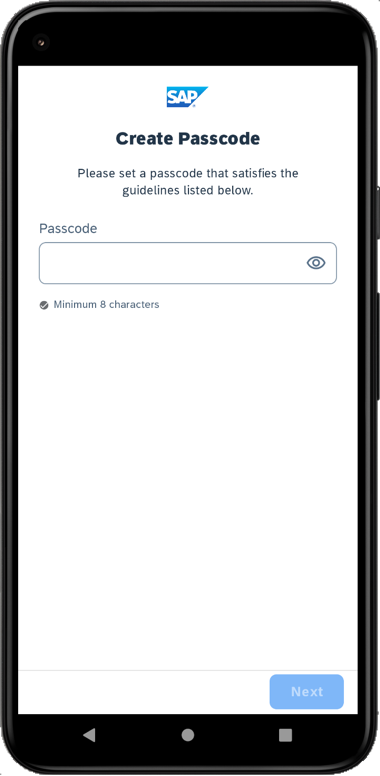 SAP
Create Passcode
Please set a passcode that satisfies the
guidelines listed below.
Passcode
Minimum 8 characters
Next